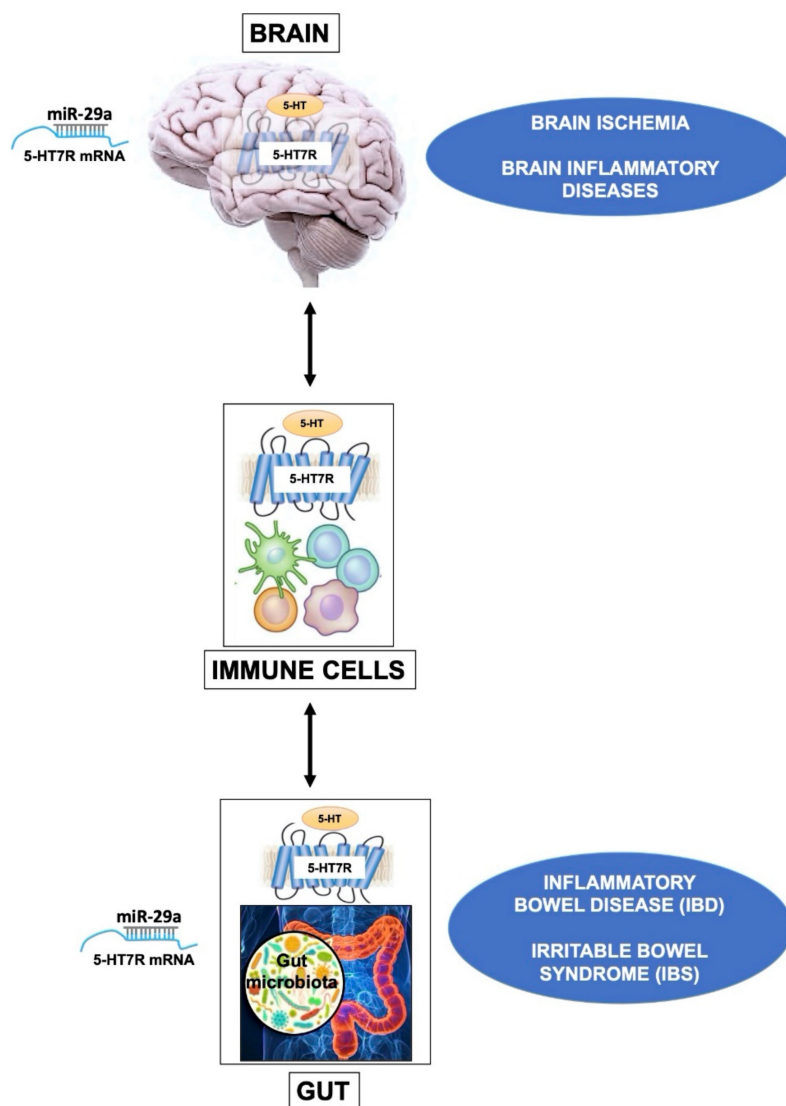 BRAIN
miR-29a
5-HT7R mRNA
5-HT
5-HT7R
BRAIN ISCHEMIA
BRAIN INFLAMMATORY
DISEASES
5-HT
5-HT7R
IMMUNE CELLS
5-HT
5-HT7R
miR-29a
5-HT7R mRNA
Gut
microbiota
INFLAMMATORY
BOWEL DISEASE (IBD)
IRRITABLE BOWEL
SYNDROME (IBS)
GUT